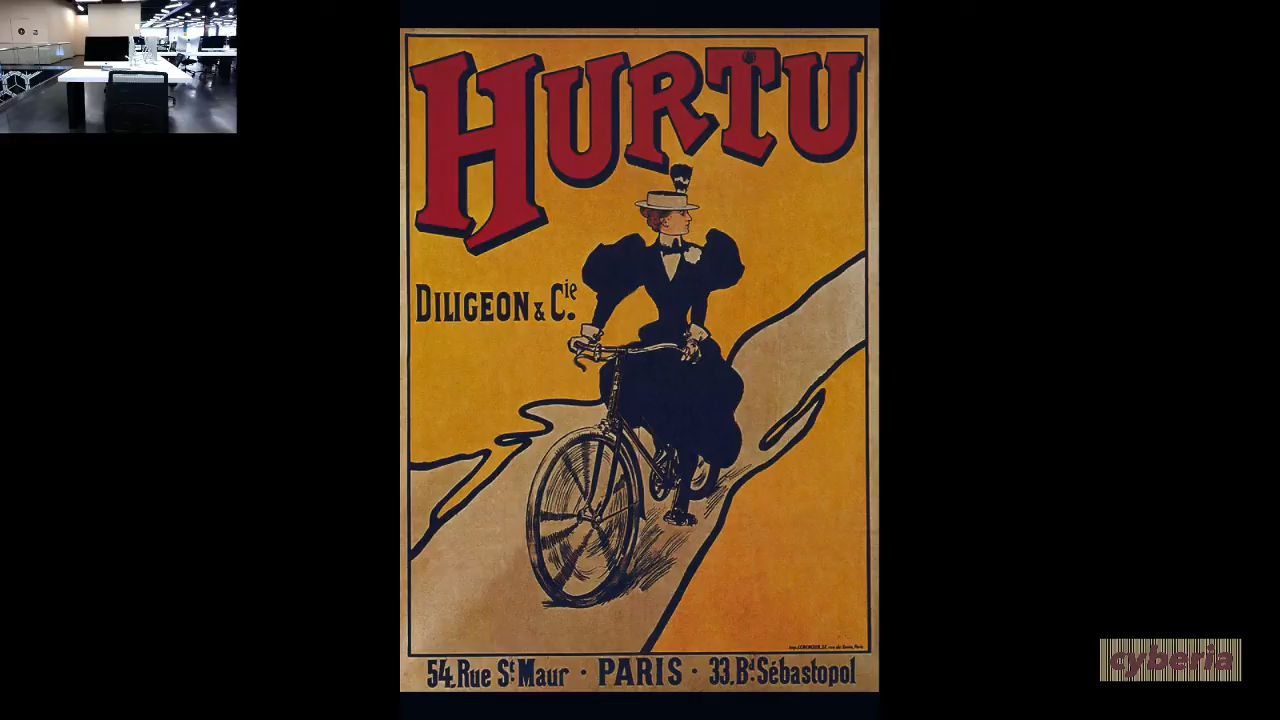 HURTU
DILIGEON & Cie.
54, Rue St. Maur · PARIS · 33, Bd. Sébastopol
cyberia